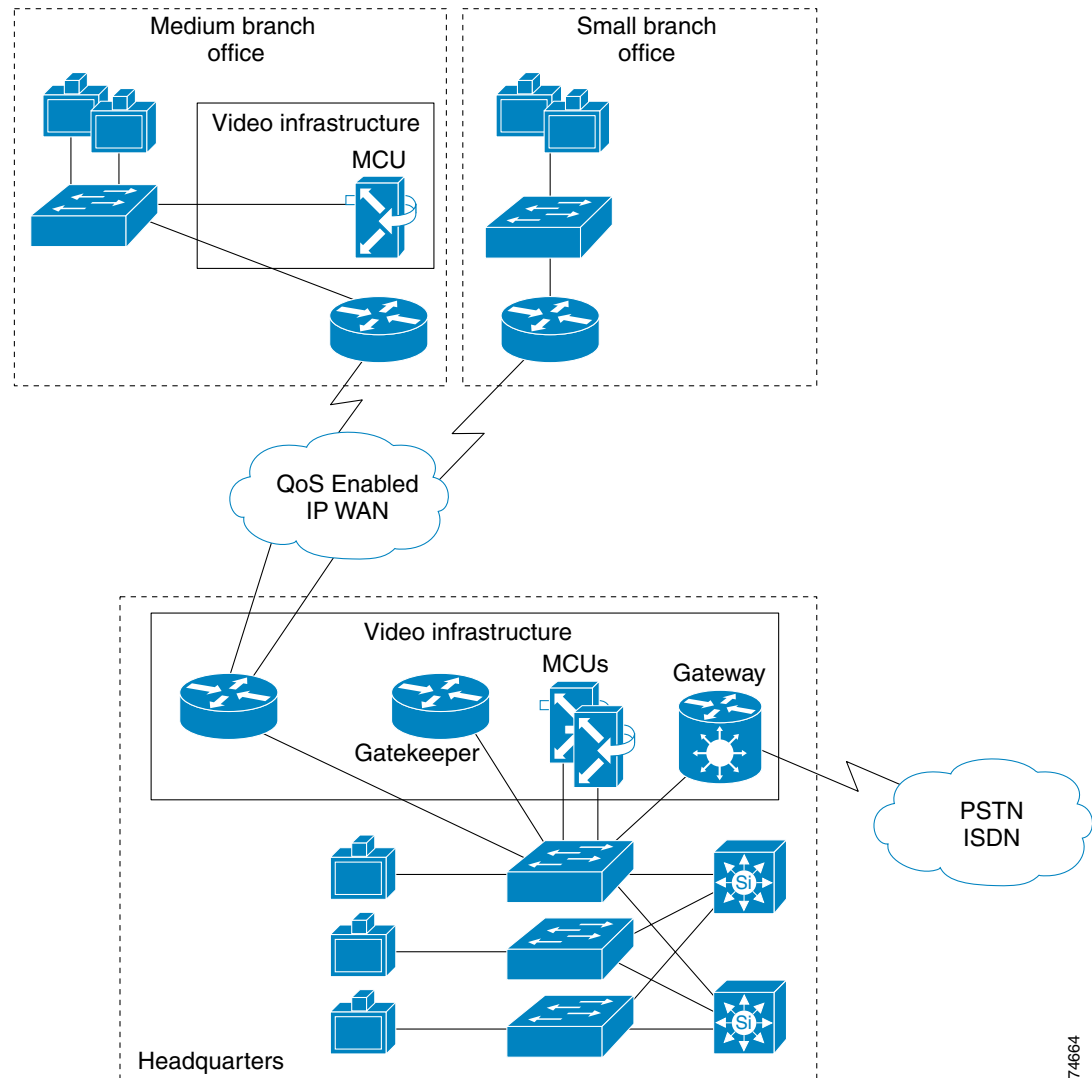 Medium branch
office
Small branch
office
Video infrastructure
MCU
QoS Enabled
IP WAN
Video infrastructure
MCUs
Gateway
Gatekeeper
PSTN
ISDN
Si
Si
Headquarters
74664